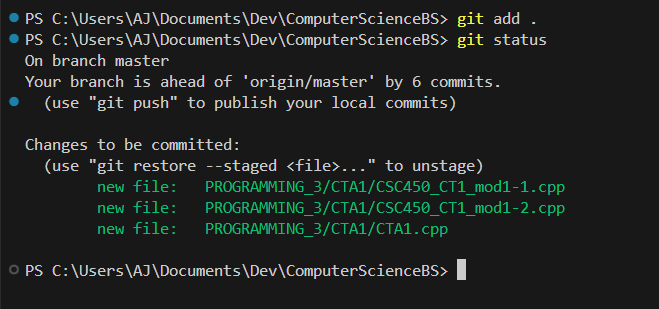 PS C:\Users\AJ\Documents\Dev\ComputerScienceBS> git add .
PS C:\Users\AJ\Documents\Dev\ComputerScienceBS> git status
On branch master
Your branch is ahead of 'origin/master' by 6 commits.
  (use "git push" to publish your local commits)

Changes to be committed:
  (use "git restore --staged <file>..." to unstage)
        new file:   PROGRAMMING_3/CTA1/CSC450_CT1_mod1-1.cpp
        new file:   PROGRAMMING_3/CTA1/CSC450_CT1_mod1-2.cpp
        new file:   PROGRAMMING_3/CTA1/CTA1.cpp

PS C:\Users\AJ\Documents\Dev\ComputerScienceBS>